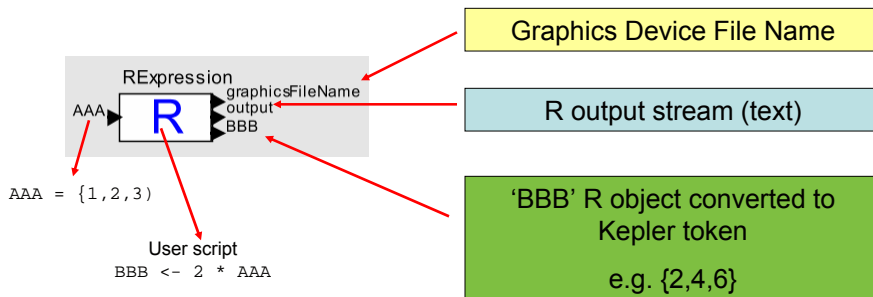 Graphics Device File Name
RExpression
graphicsFileName
AAA
output
R
BBB
R output stream (text)
AAA = {1,2,3)
User script
BBB <- 2 * AAA
‘BBB’ R object converted to
Kepler token
e.g. {2,4,6}